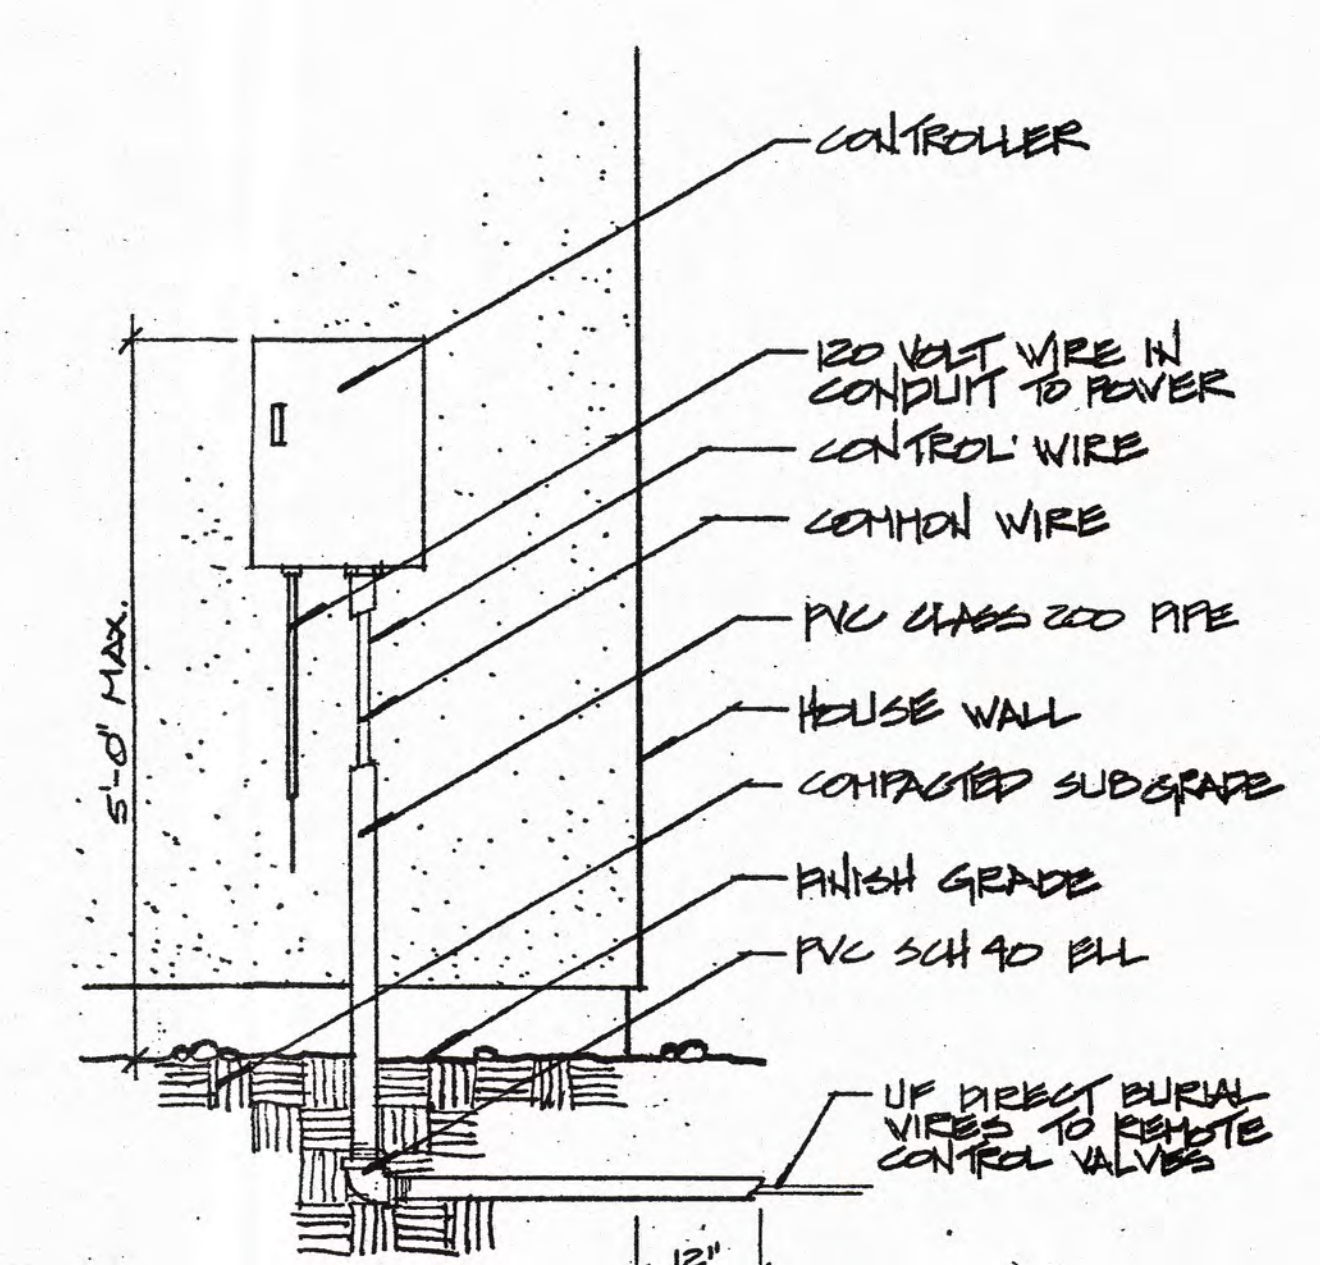 CONTROLLER
120 VOLT WIRE IN
CONDUIT TO POWER
CONTROL WIRE
COMMON WIRE
PVC CLASS 200 PIPE
HOUSE WALL
COMPACTED SUBGRADE
FINISH GRADE
PVC SCH 40 ELL
UF DIRECT BURIAL
WIRES TO REMOTE
CONTROL VALVES
5'-0" MAX.
12"